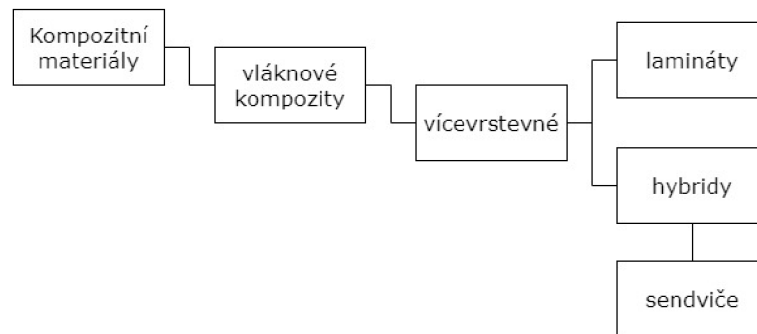 Kompozitní
materiály
vláknové
kompozity
vícevrstevné
lamináty
hybridy
sendviče